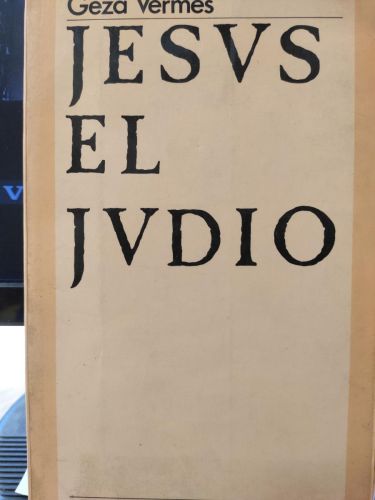 Geza Vermes
JESVS
EL
JVDIO
V